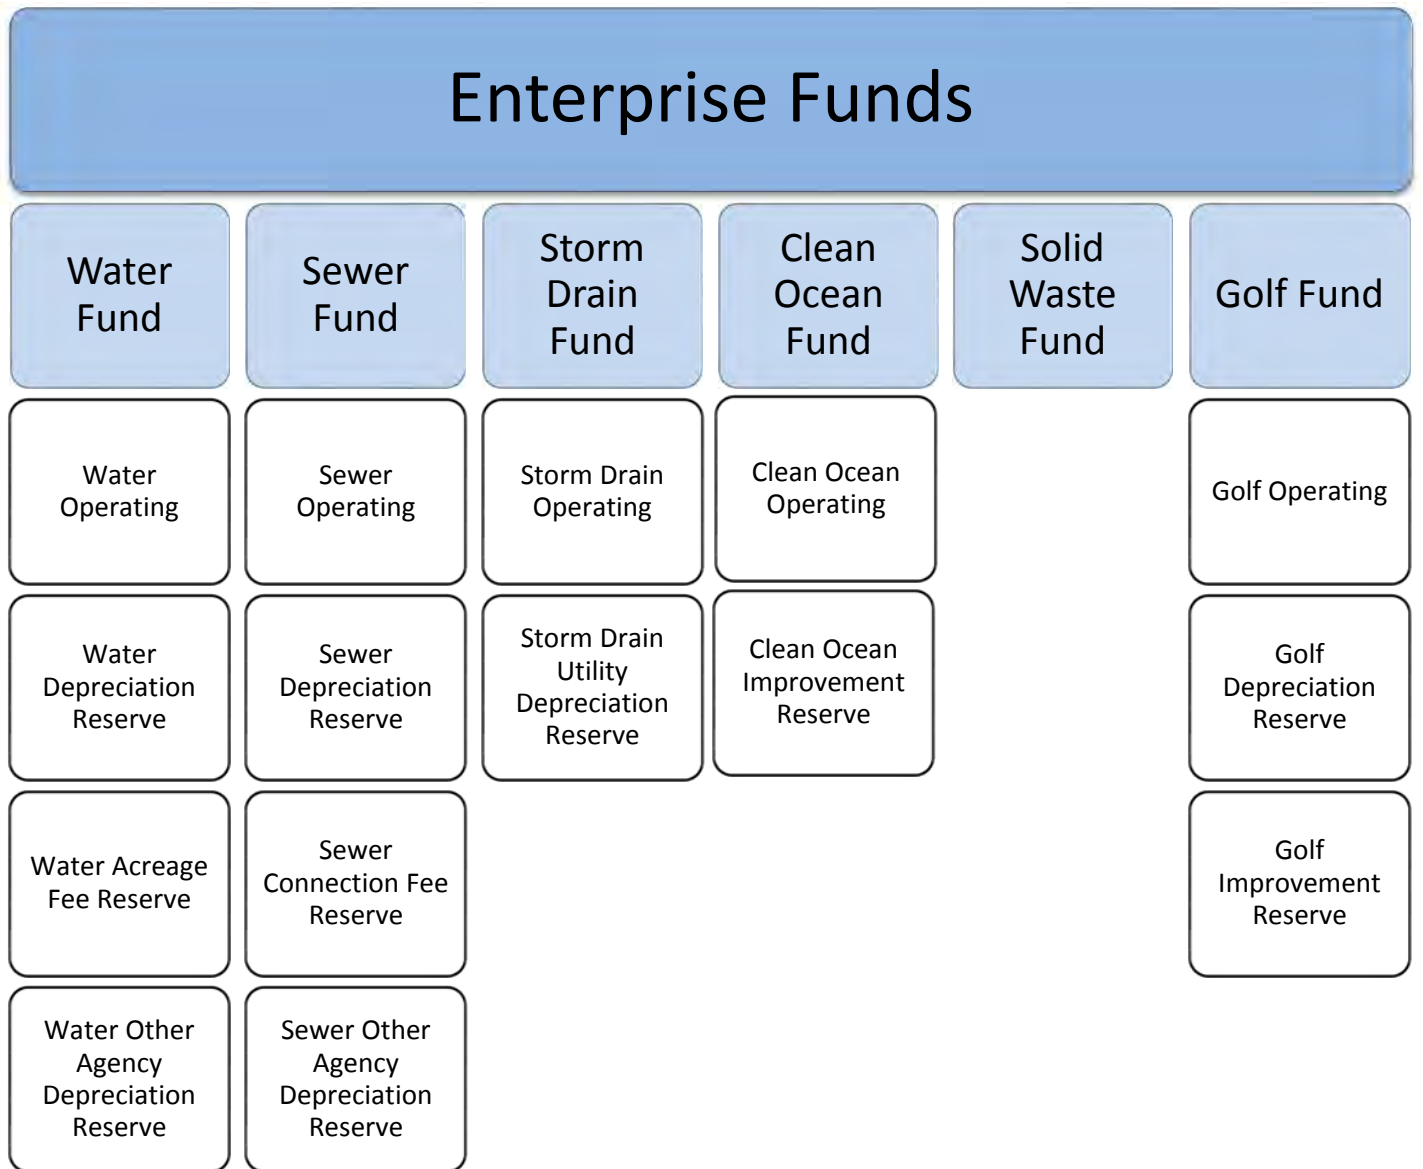 Enterprise Funds
Water
Fund
Sewer
Fund
Storm
Drain
Fund
Clean
Ocean
Fund
Solid
Waste
Fund
Golf Fund
Water
Operating
Sewer
Operating
Storm Drain
Operating
Clean Ocean
Operating
Golf Operating
Water
Depreciation
Reserve
Sewer
Depreciation
Reserve
Storm Drain
Utility
Depreciation
Reserve
Clean Ocean
Improvement
Reserve
Golf
Depreciation
Reserve
Water Acreage
Fee Reserve
Sewer
Connection Fee
Reserve
Golf
Improvement
Reserve
Water Other
Agency
Depreciation
Reserve
Sewer Other
Agency
Depreciation
Reserve